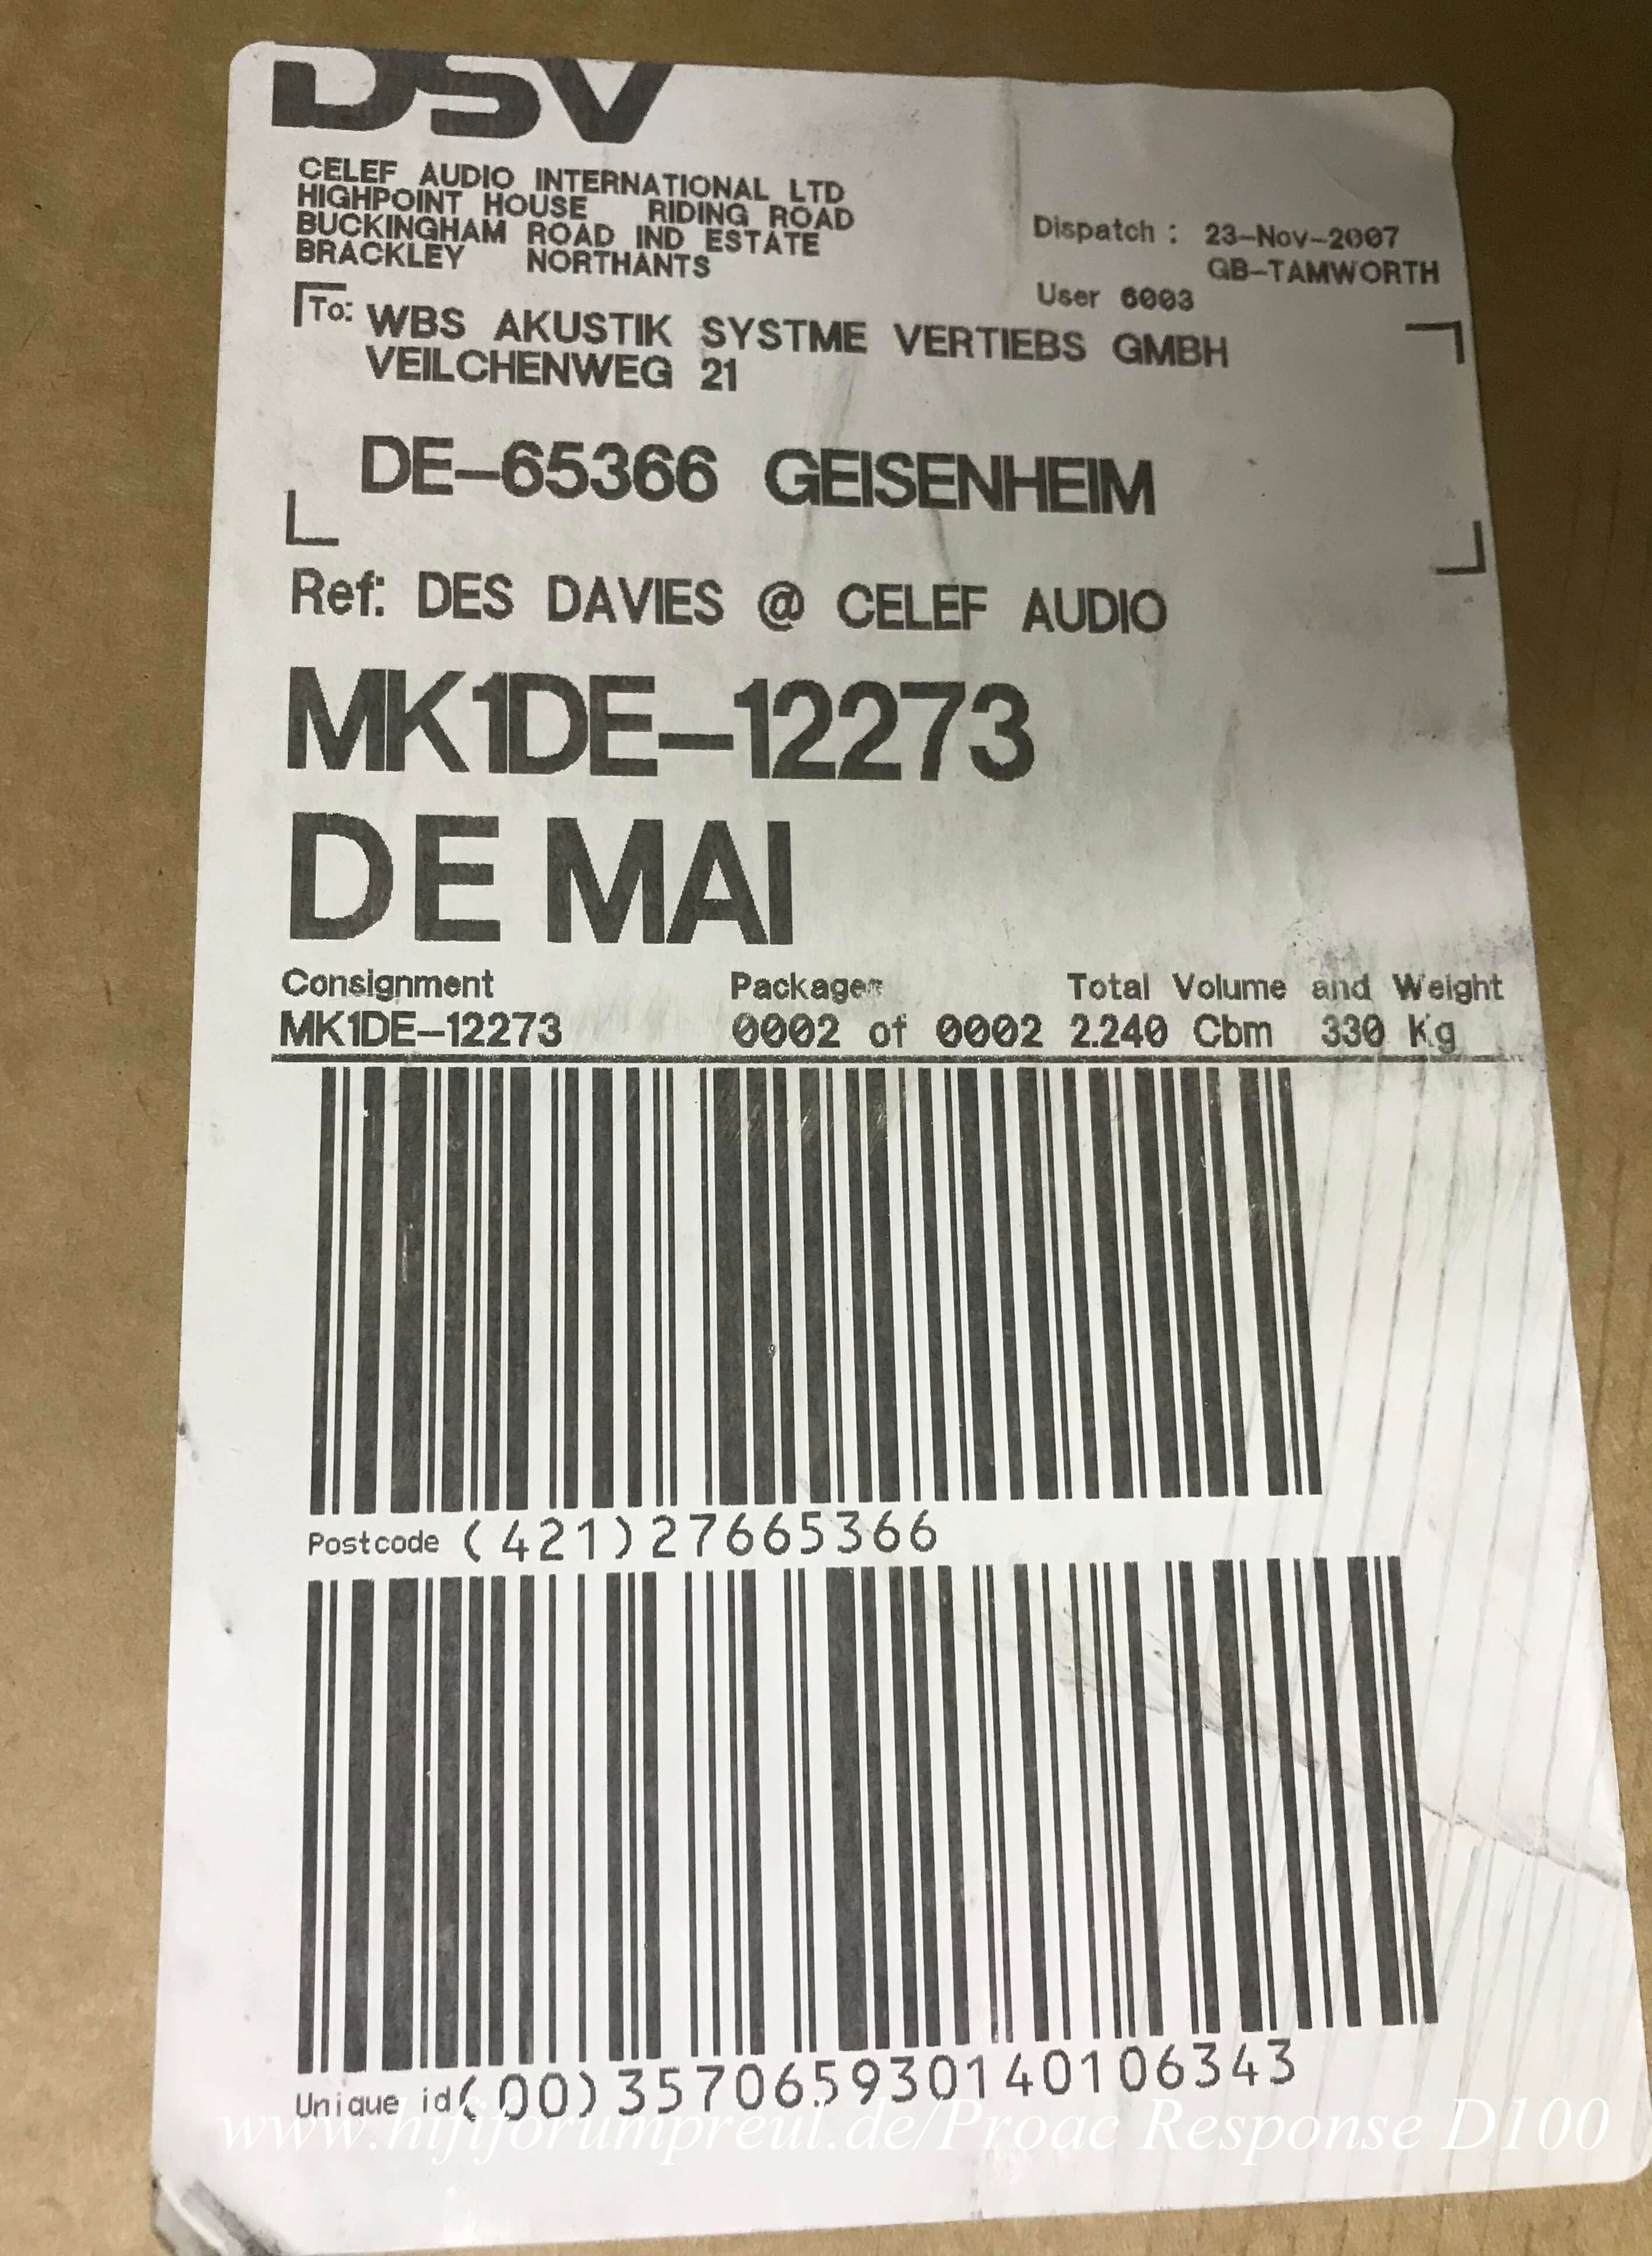 DSV
CELEF AUDIO INTERNATIONAL LTD
HIGHPOINT HOUSE RIDING ROAD
BUCKINGHAM ROAD IND ESTATE
BRACKLEY NORTHANTS
Dispatch : 23-Nov-2007
GB-TAMWORTH
User 6003
To: WBS AKUSTIK SYSTME VERTIEBS GMBH
VEILCHENWEG 21
DE-65366 GEISENHEIM
Ref: DES DAVIES @ CELEF AUDIO
MK1DE-12273
DE MAI
Consignment Packages Total Volume and Weight
MK1DE-12273 0002 of 0002 2.240 Cbm 330 Kg
Postcode (421)27665366
Unique id(00)357065930140106343
www.hififorumpreul.de/Proac Response D100